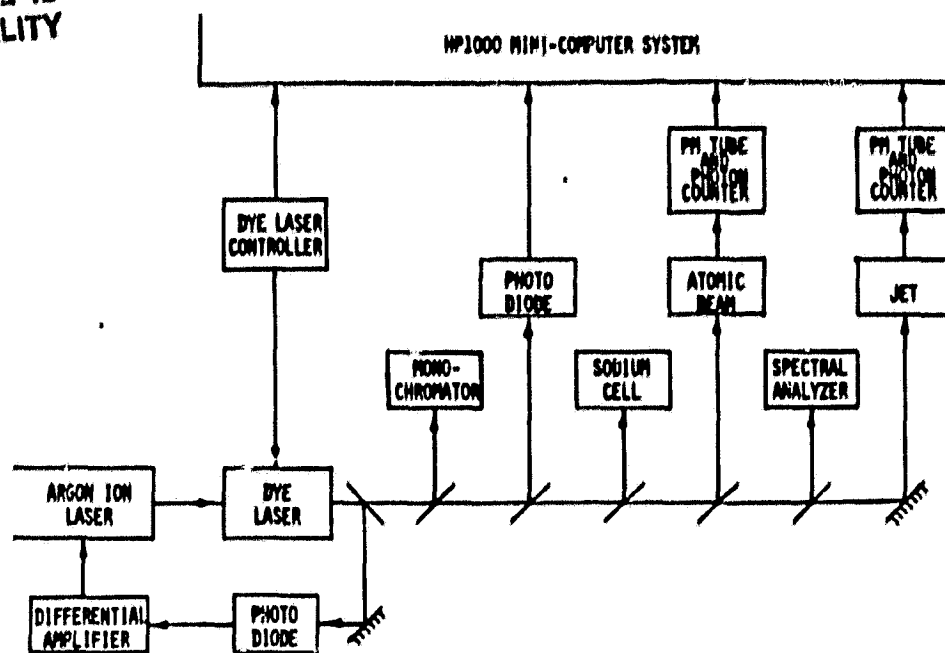 LITY
HP1000 MINI-COMPUTER SYSTEM
PM TUBE
AND
PHOTON
COUNTER
PM TUBE
AND
PHOTON
COUNTER
DYE LASER
CONTROLLER
PHOTO
DIODE
ATOMIC
BEAM
JET
MONO-
CHROMATOR
SODIUM
CELL
SPECTRAL
ANALYZER
ARGON ION
LASER
DYE
LASER
DIFFERENTIAL
AMPLIFIER
PHOTO
DIODE